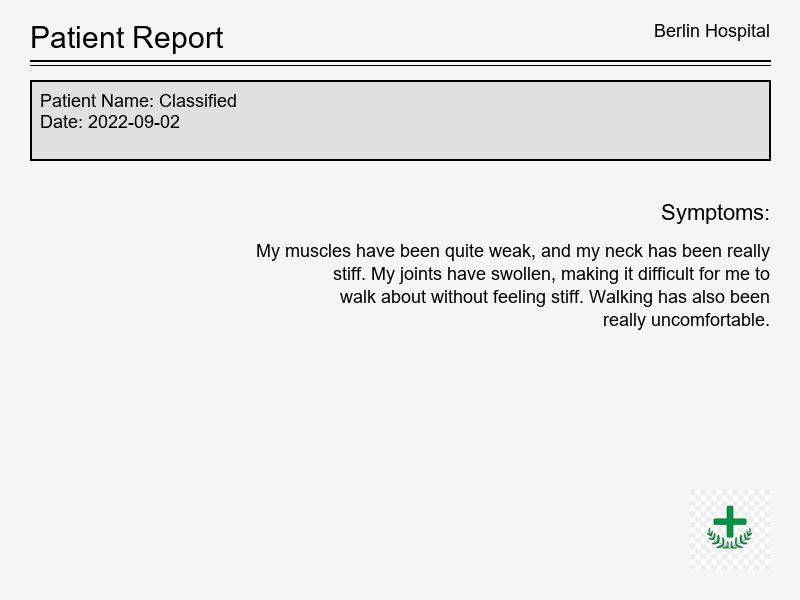 Patient Report
Berlin Hospital
Patient Name: Classified
Date: 2022-09-02
Symptoms:
My muscles have been quite weak, and my neck has been really
stiff. My joints have swollen, making it difficult for me to
walk about without feeling stiff. Walking has also been
really uncomfortable.